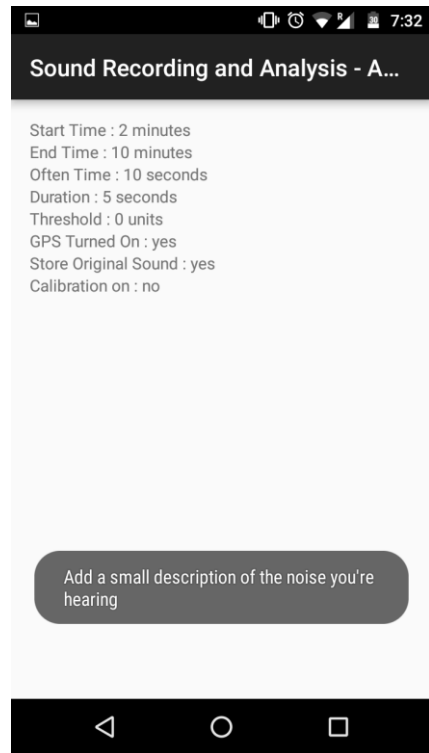 30 7:32
Sound Recording and Analysis - A...
Start Time : 2 minutes
End Time : 10 minutes
Often Time : 10 seconds
Duration : 5 seconds
Threshold : 0 units
GPS Turned On : yes
Store Original Sound : yes
Calibration on : no
Add a small description of the noise you're
hearing